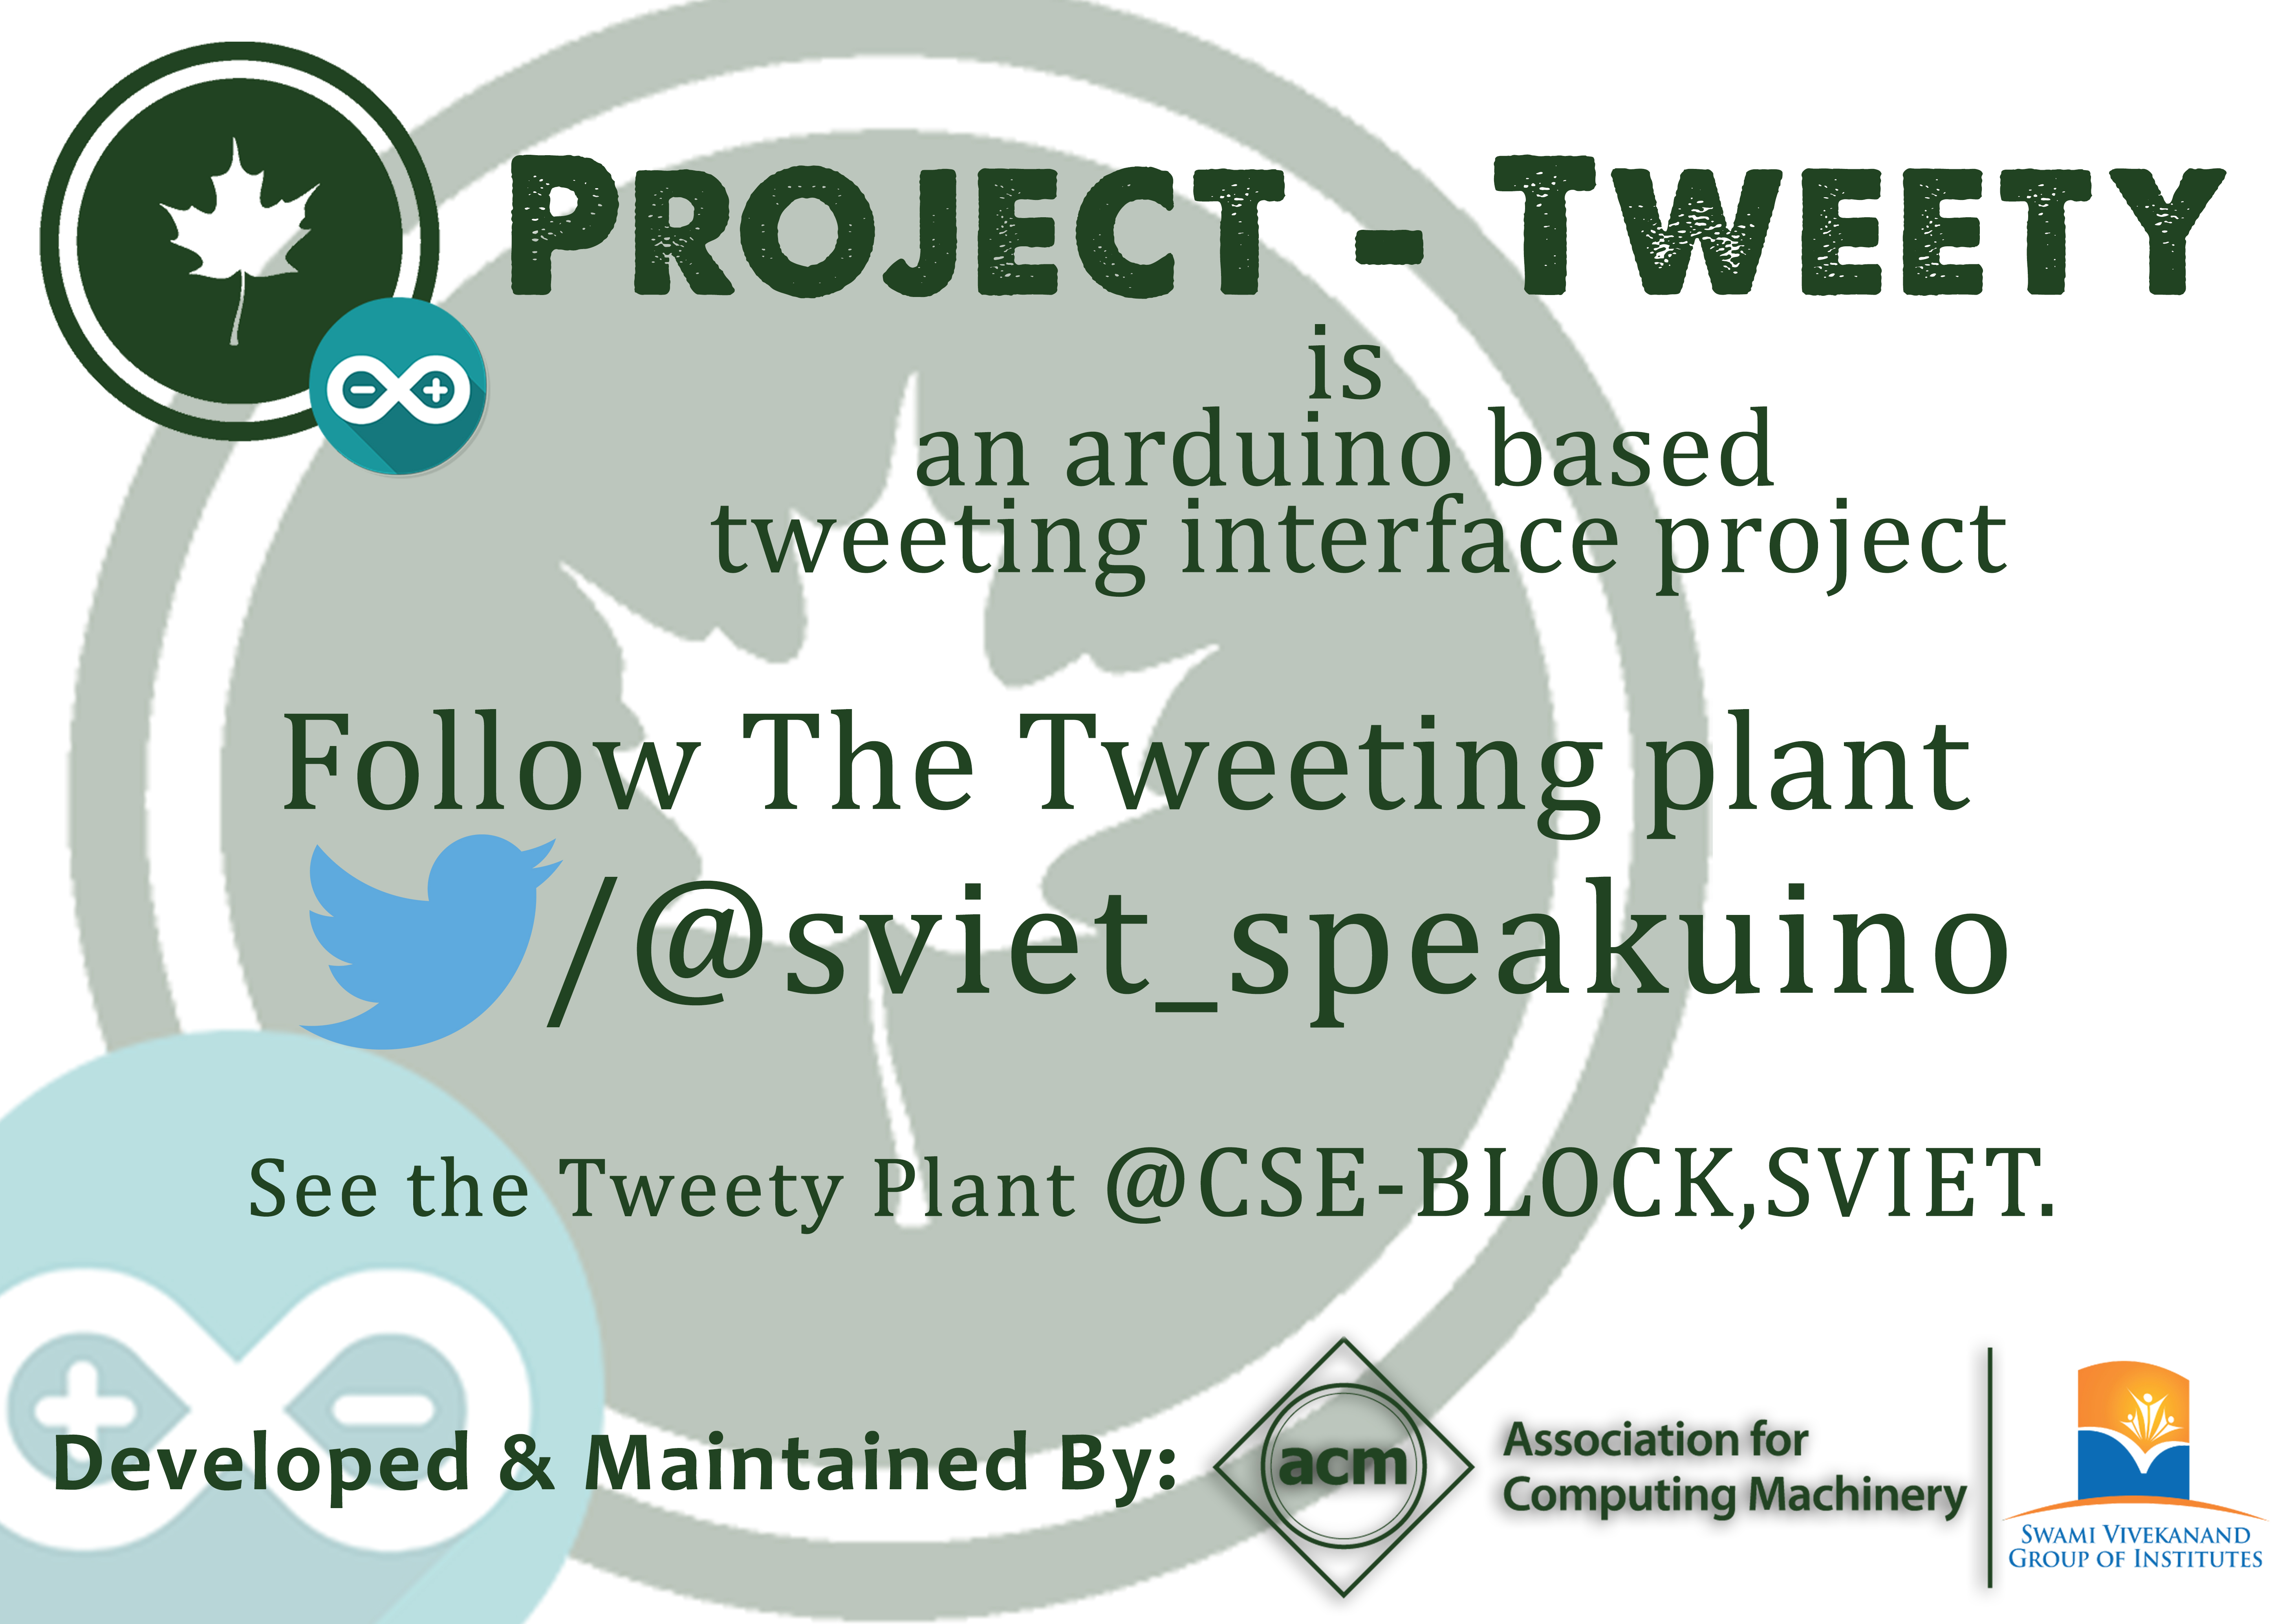 PROJECT - TWEETY
is
an arduino based
tweeting interface project
Follow The Tweeting plant
/@sviet_speakuino
See the Tweety Plant @CSE-BLOCK,SVIET.
Developed & Maintained By:
acm
Association for
Computing Machinery
SWAMI VIVEKANAND
GROUP OF INSTITUTES